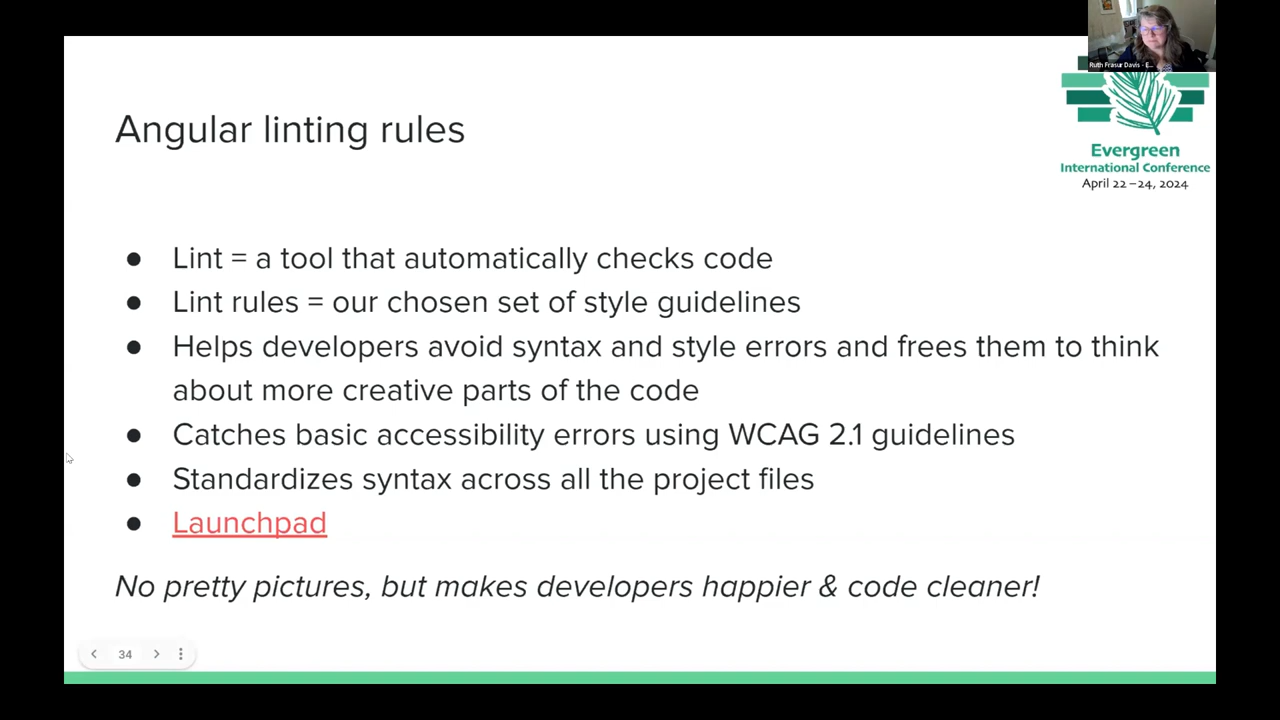 Ruth Frasur Davis - E...
Angular linting rules
Evergreen
International Conference
April 22–24, 2024
● Lint = a tool that automatically checks code
● Lint rules = our chosen set of style guidelines
● Helps developers avoid syntax and style errors and frees them to think
about more creative parts of the code
● Catches basic accessibility errors using WCAG 2.1 guidelines
● Standardizes syntax across all the project files
● Launchpad
No pretty pictures, but makes developers happier & code cleaner!
34